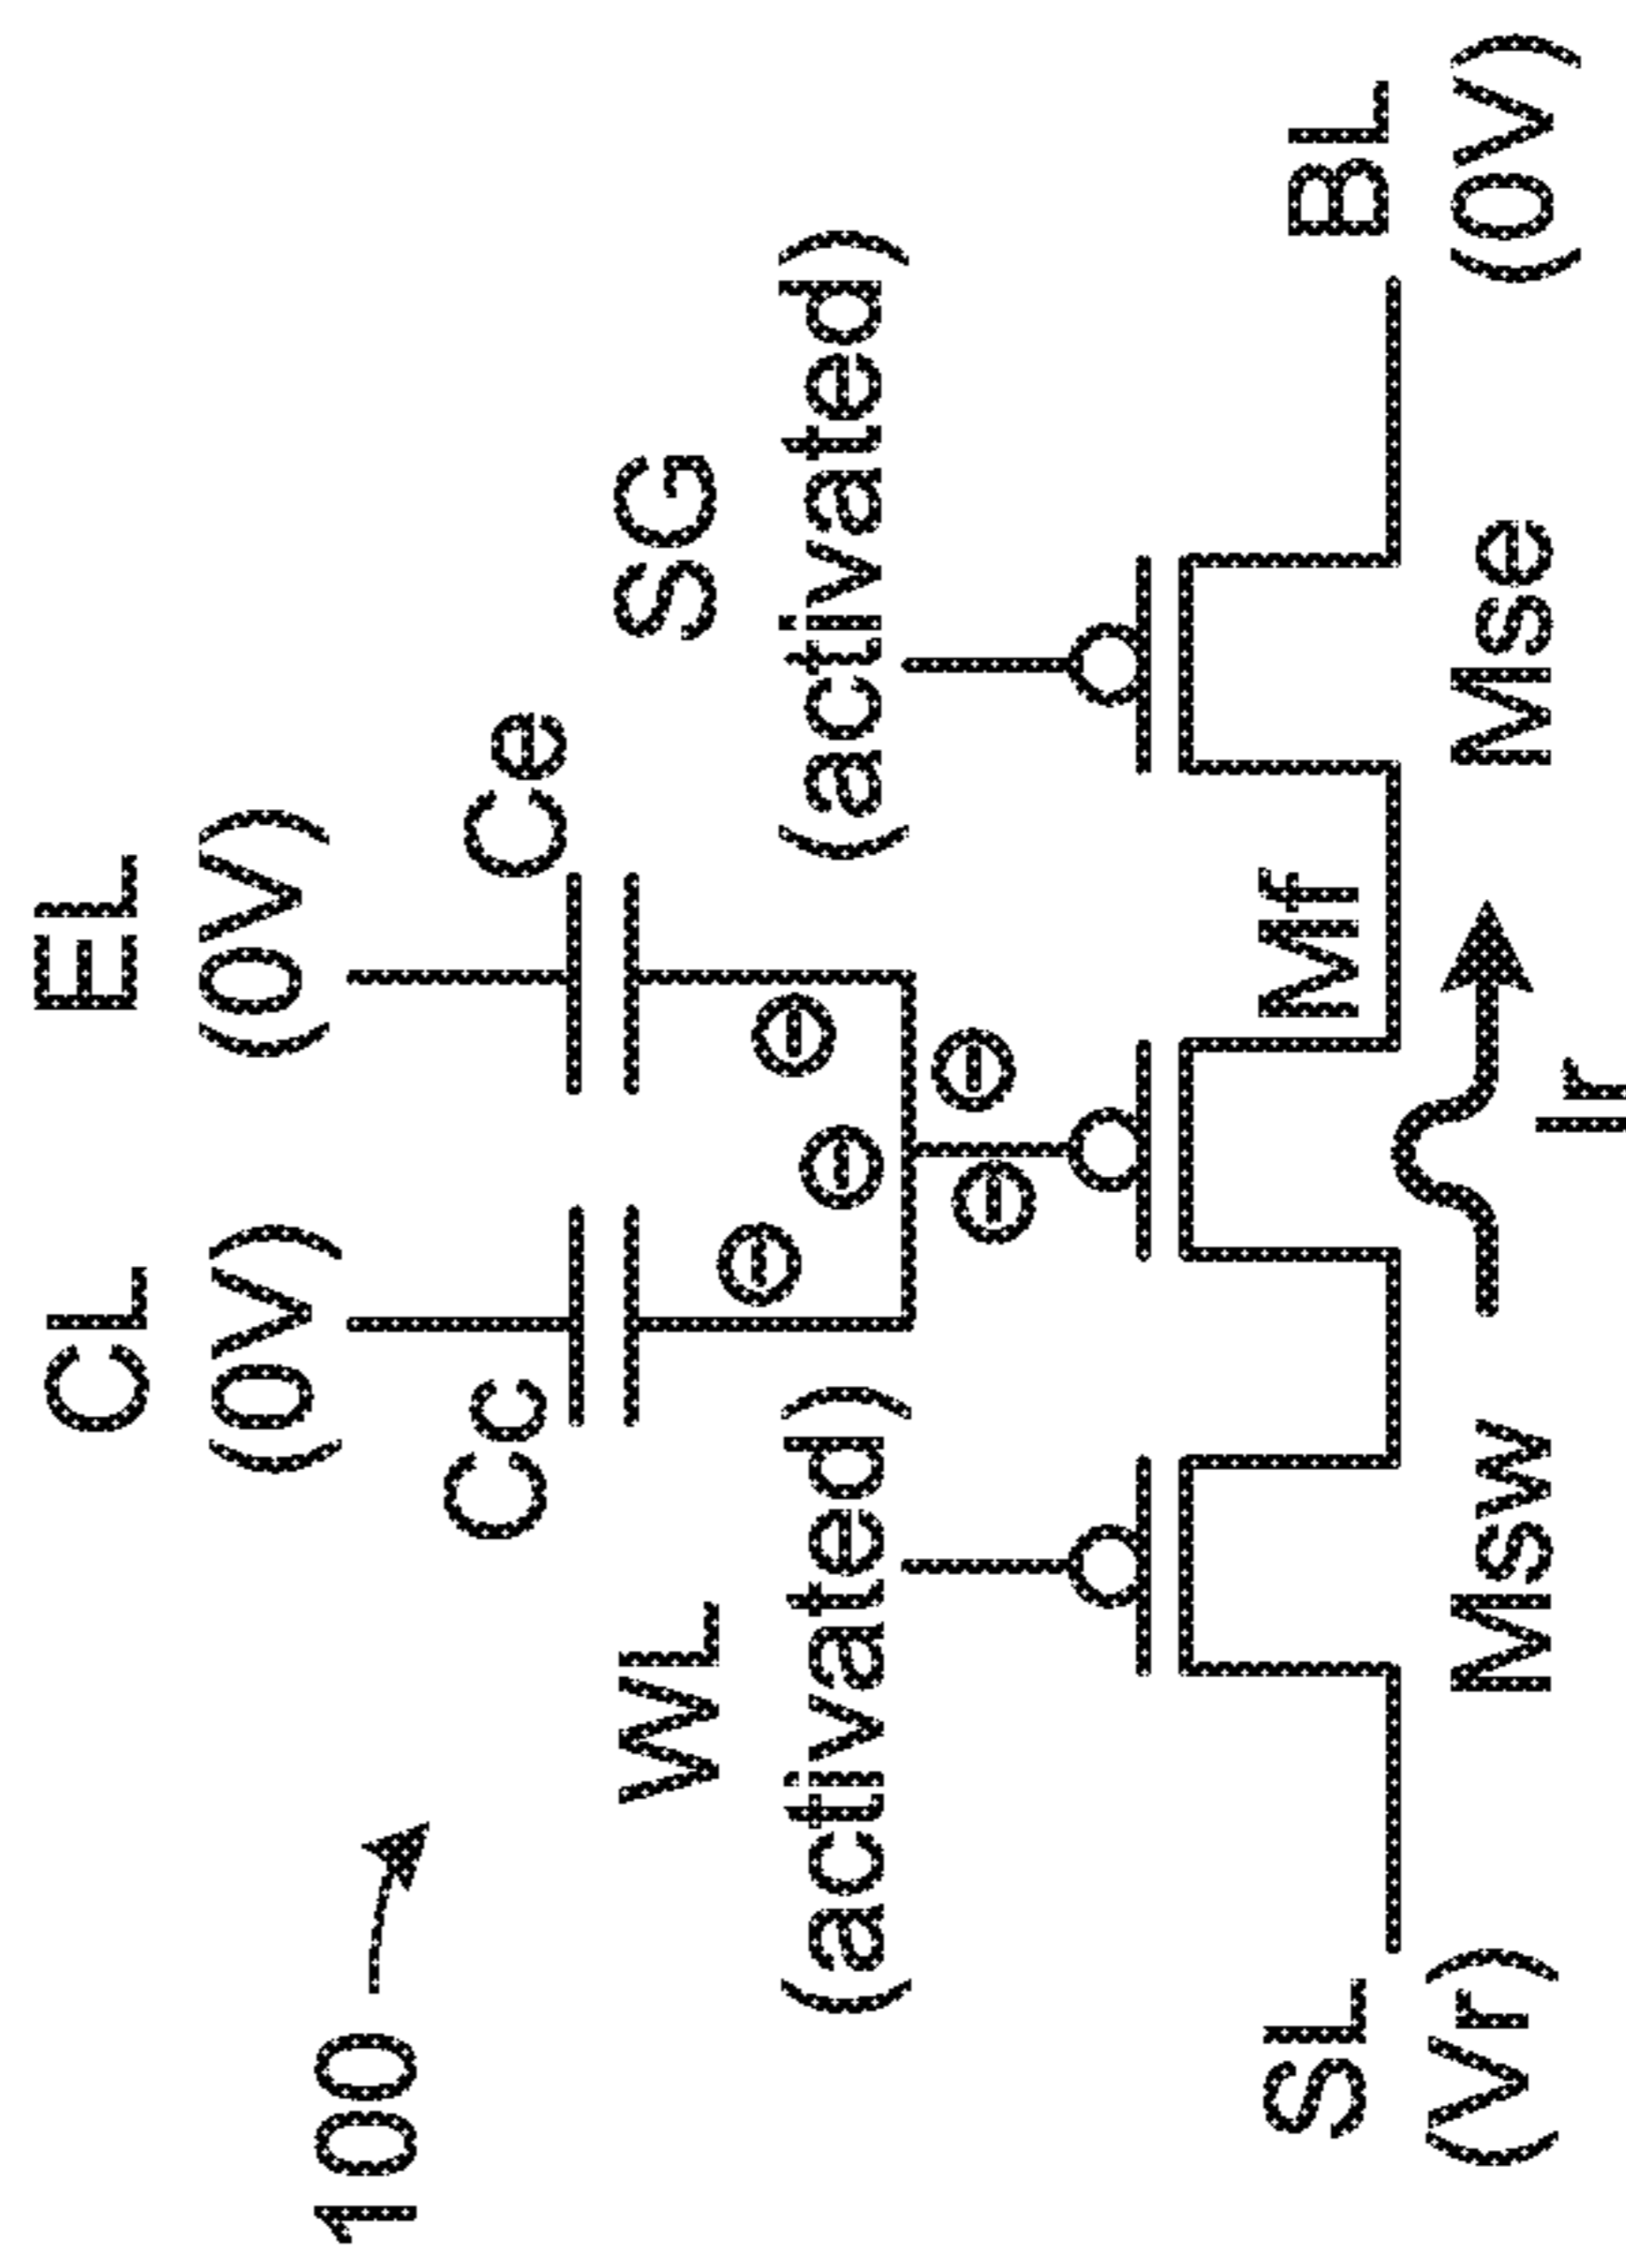 100
CL
(0V)
EL
(0V)
Cc
Ce
WL
(activated)
SG
(activated)
⊖
⊖
⊖
⊖
⊖
SL
(Vr)
Msw
Mf
Mse
BL
(0V)
Ir